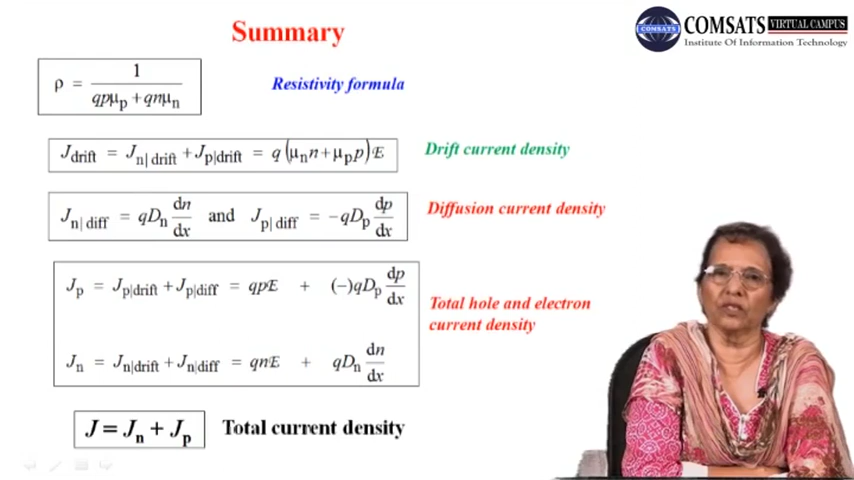 Summary
COMSATS VIRTUAL CAMPUS
Institute Of Information Technology
COMSATS
ρ = 1 / (qpμp + qnμn) Resistivity formula
Jdrift = Jn|drift + Jp|drift = q(μnn + μpp)ℰ Drift current density
Jn|diff = qDn dn/dx and Jp|diff = −qDp dp/dx Diffusion current density
Jp = Jp|drift + Jp|diff = qpℰ + (−)qDp dp/dx
Total hole and electron
current density
Jn = Jn|drift + Jn|diff = qnℰ + qDn dn/dx
J = Jn + Jp Total current density